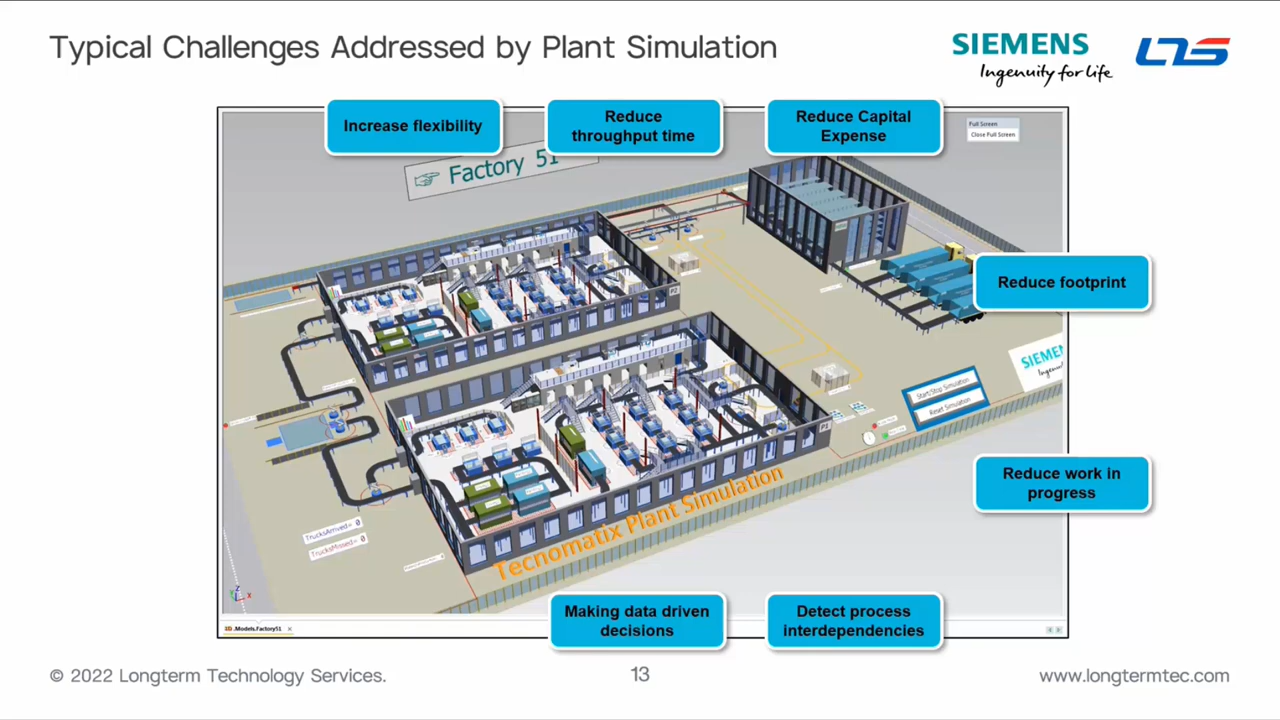 Typical Challenges Addressed by Plant Simulation
SIEMENS
Ingenuity for life
LTS
Increase flexibility
Reduce
throughput time
Reduce Capital
Expense
Full Screen
Close Full Screen
Factory 51
Reduce footprint
SIEMENS
Start/Stop Simulation
Reset Simulation
Reduce work in
progress
P2
Tecnomatix Plant Simulation
TrucksArrived= 0
TrucksMissed= 0
Making data driven
decisions
Detect process
interdependencies
.Models.Factory51
© 2022 Longterm Technology Services.
13
www.longtermtec.com